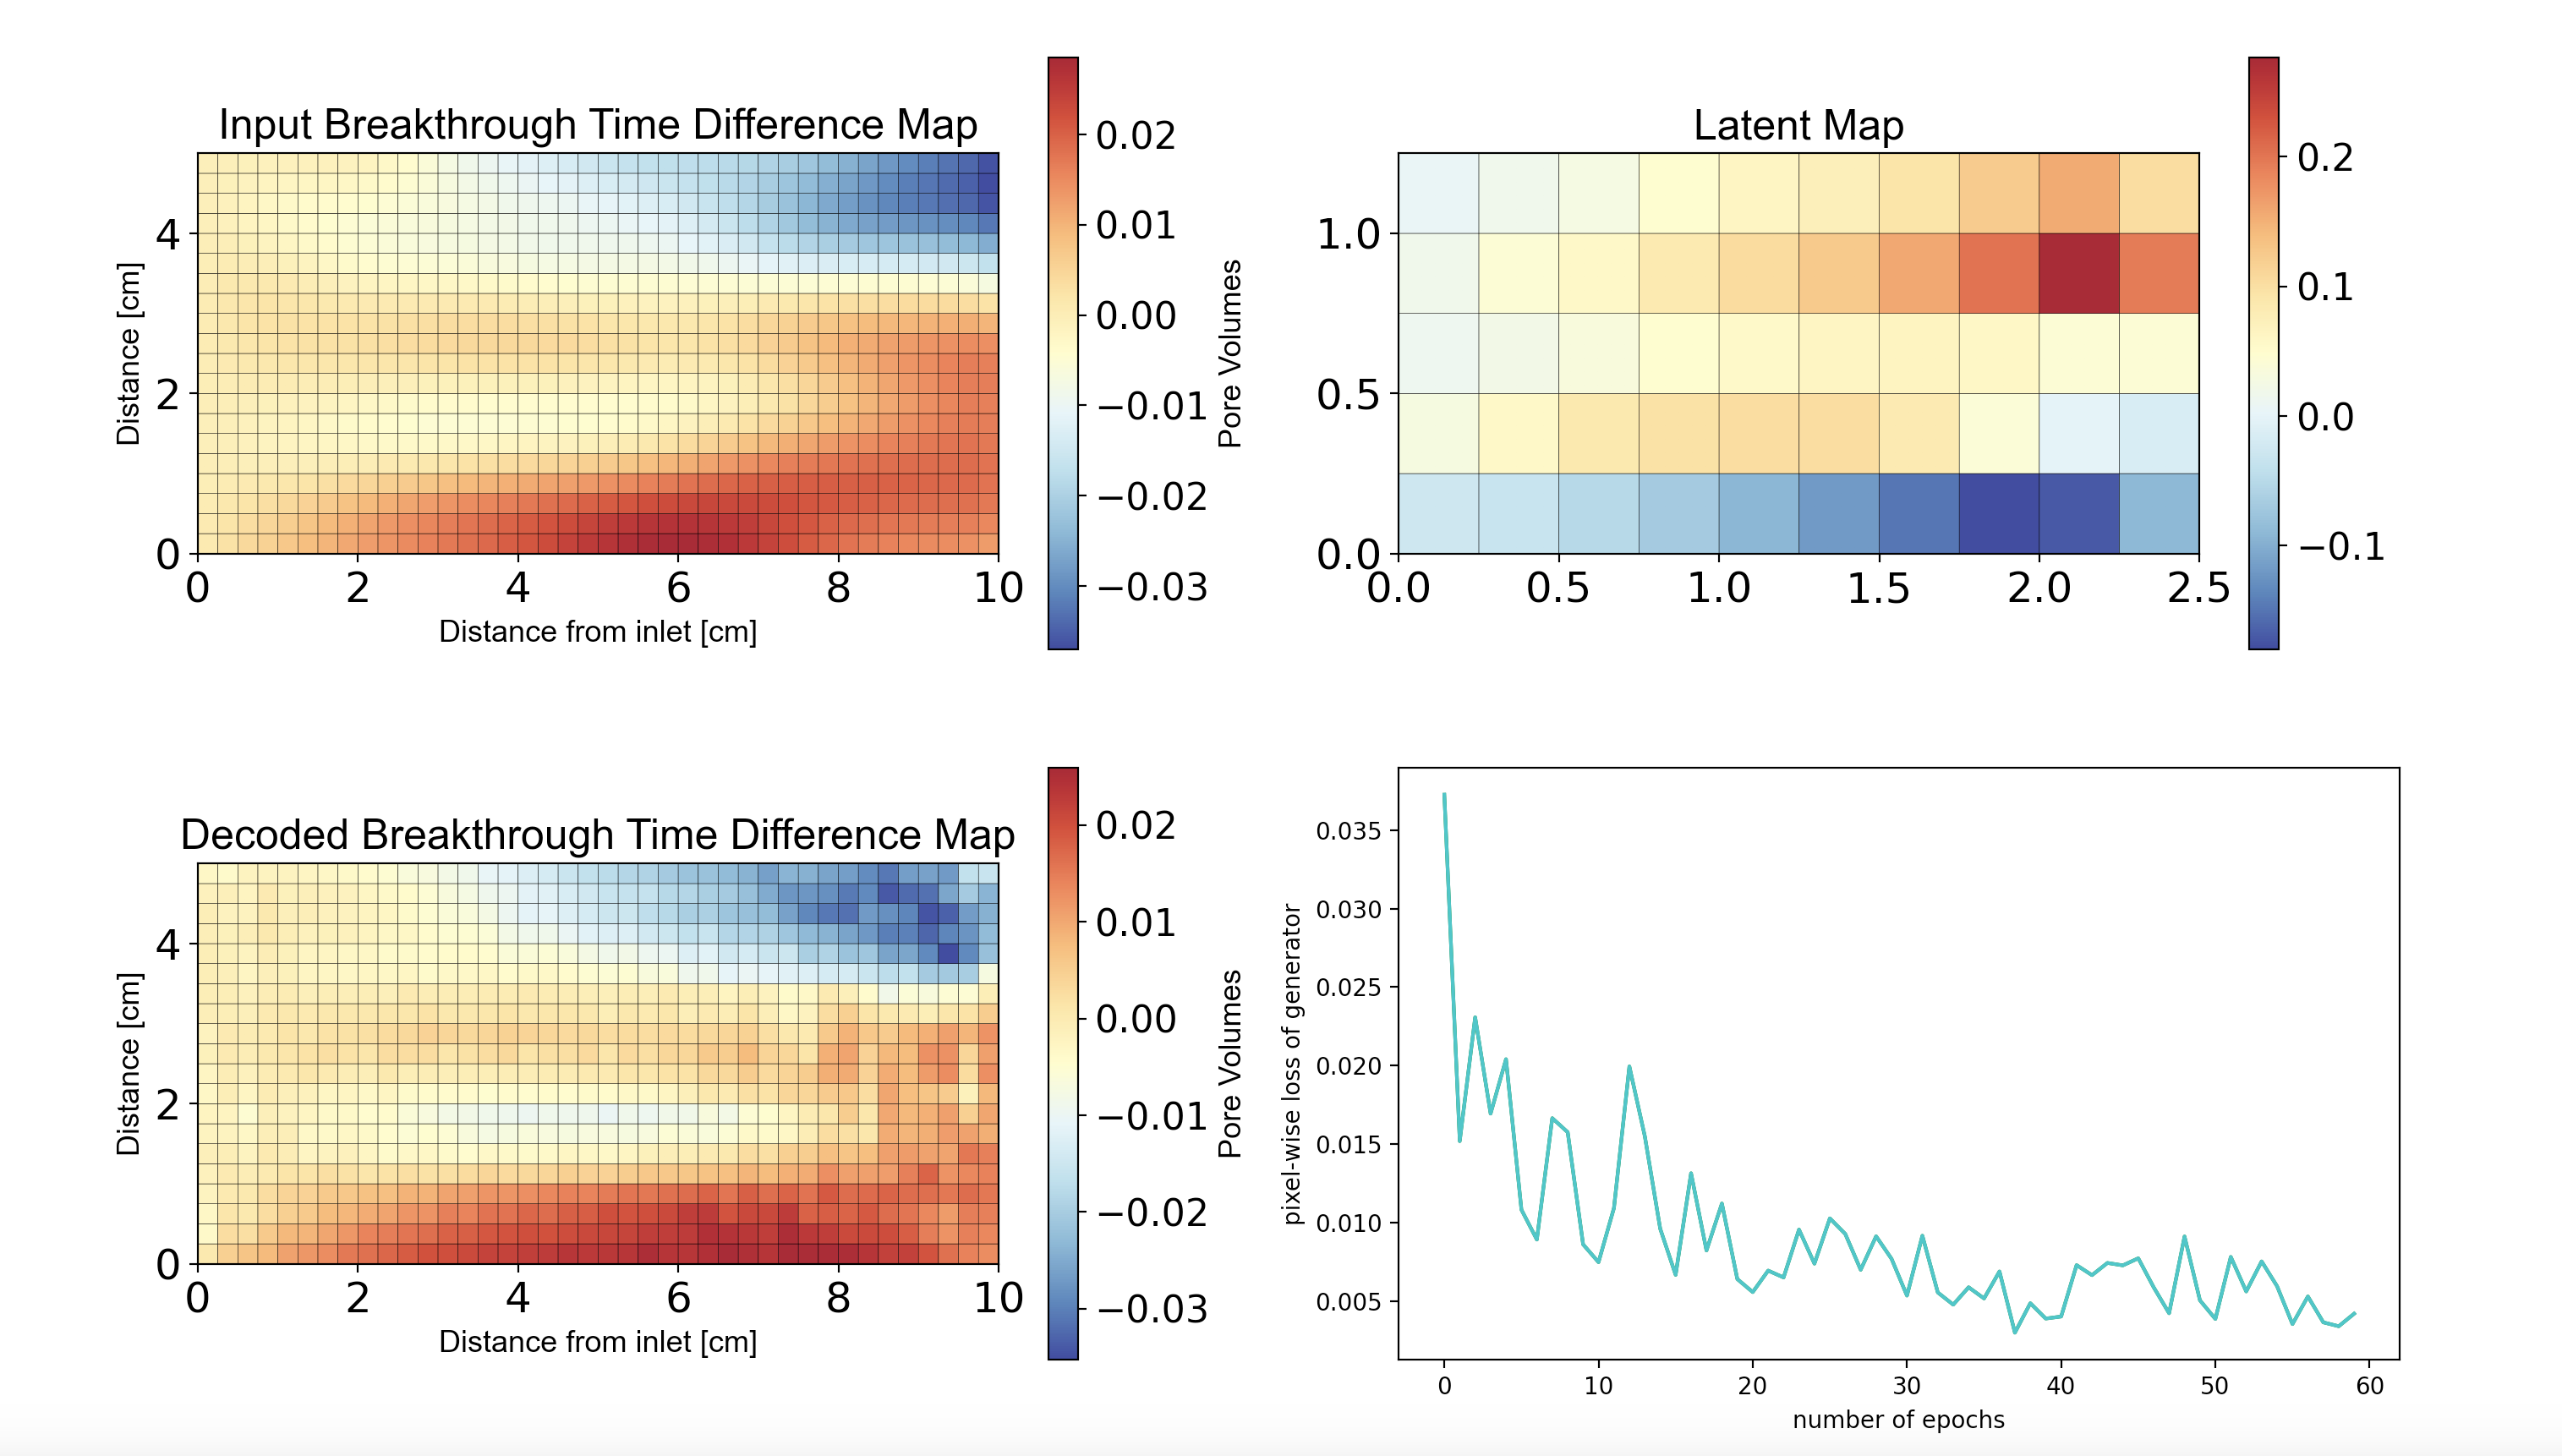 Input Breakthrough Time Difference Map
Distance [cm]
4
2
0
0 2 4 6 8 10
Distance from inlet [cm]
0.02
0.01
0.00
−0.01
−0.02
−0.03
Pore Volumes
Latent Map
1.0
0.5
0.0
0.0 0.5 1.0 1.5 2.0 2.5
0.2
0.1
0.0
−0.1
Decoded Breakthrough Time Difference Map
Distance [cm]
4
2
0
0 2 4 6 8 10
Distance from inlet [cm]
0.02
0.01
0.00
−0.01
−0.02
−0.03
Pore Volumes
pixel-wise loss of generator
0.035
0.030
0.025
0.020
0.015
0.010
0.005
0 10 20 30 40 50 60
number of epochs